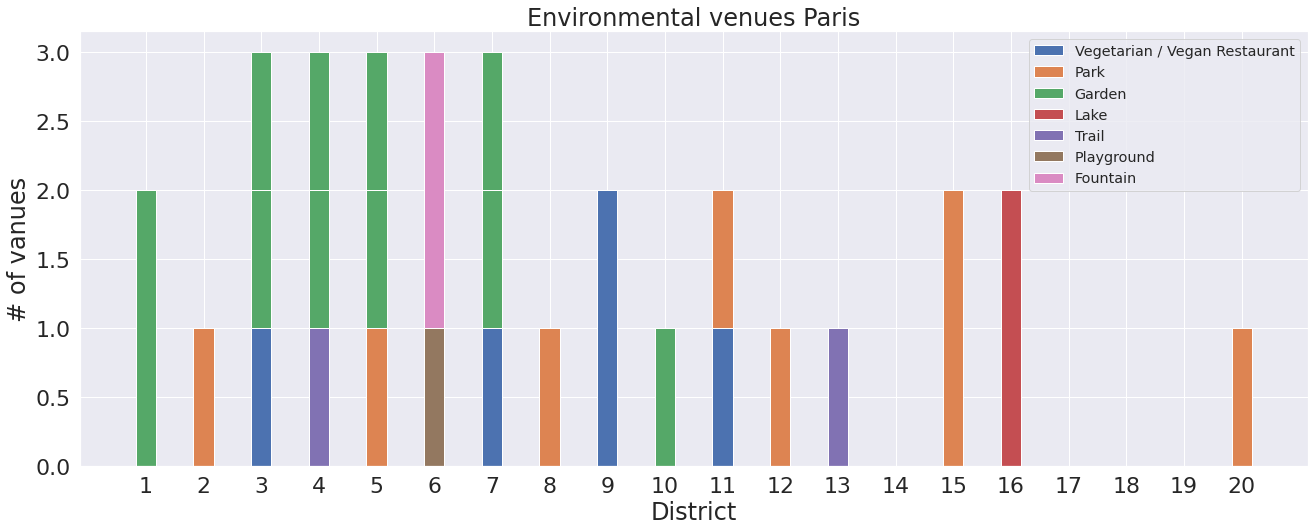 Environmental venues Paris
# of vanues
3.0
2.5
2.0
1.5
1.0
0.5
0.0
Vegetarian / Vegan Restaurant
Park
Garden
Lake
Trail
Playground
Fountain
1 2 3 4 5 6 7 8 9 10 11 12 13 14 15 16 17 18 19 20
District